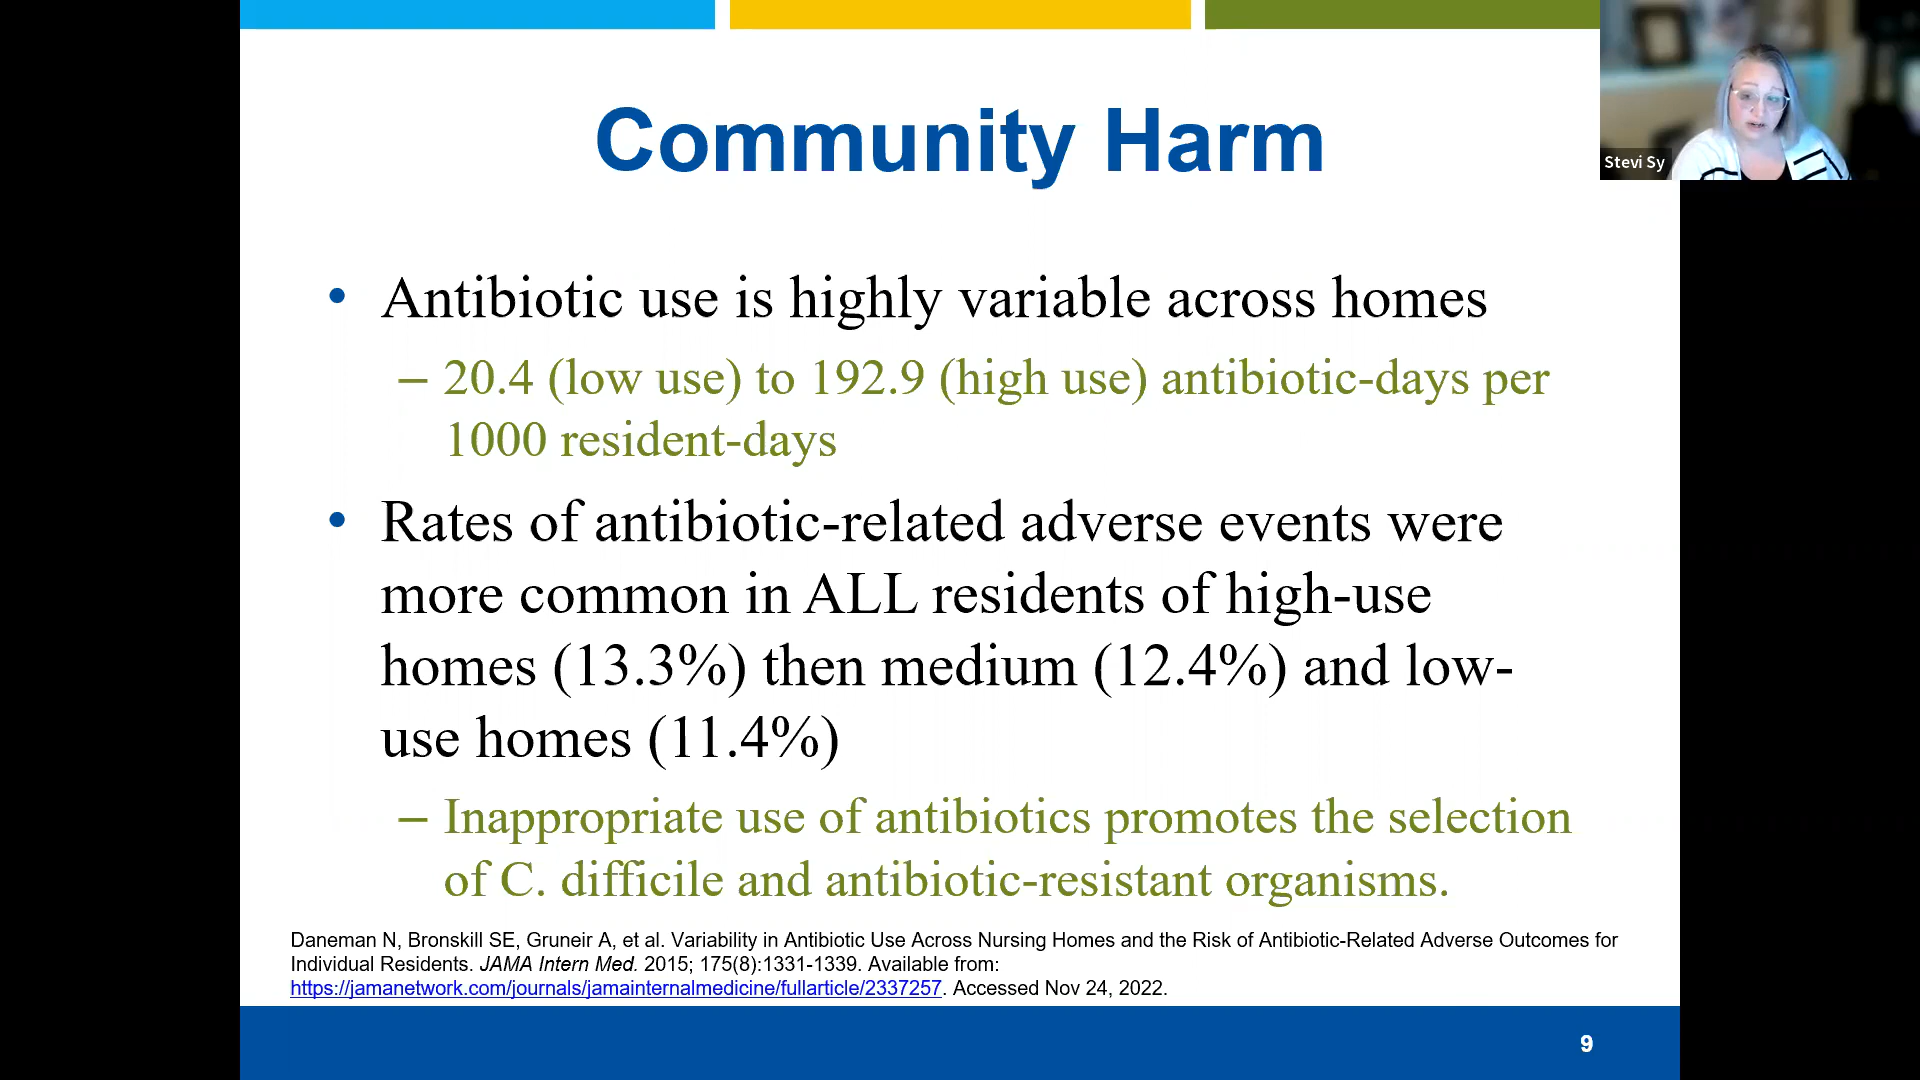 Community Harm
Stevi Sy
• Antibiotic use is highly variable across homes
– 20.4 (low use) to 192.9 (high use) antibiotic-days per
1000 resident-days
• Rates of antibiotic-related adverse events were
more common in ALL residents of high-use
homes (13.3%) then medium (12.4%) and low-
use homes (11.4%)
– Inappropriate use of antibiotics promotes the selection
of C. difficile and antibiotic-resistant organisms.
Daneman N, Bronskill SE, Gruneir A, et al. Variability in Antibiotic Use Across Nursing Homes and the Risk of Antibiotic-Related Adverse Outcomes for
Individual Residents. JAMA Intern Med. 2015; 175(8):1331-1339. Available from:
https://jamanetwork.com/journals/jamainternalmedicine/fullarticle/2337257. Accessed Nov 24, 2022.
9